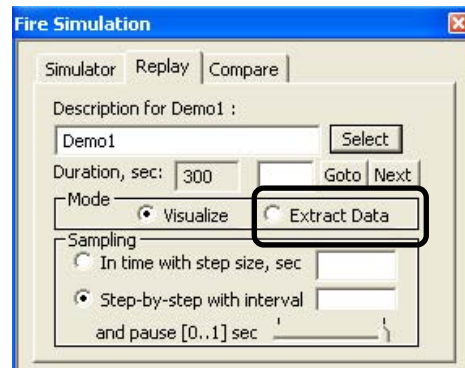 Fire Simulation
Simulator Replay Compare
Description for Demo1 :
Demo1 Select
Duration, sec: 300 Goto Next
Mode
Visualize Extract Data
Sampling
In time with step size, sec
Step-by-step with interval
and pause [0..1] sec